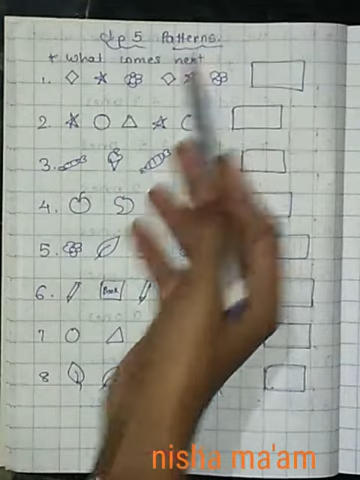 ch 5 Patterns.
* What comes next
1.
2
3.
4.
5.
6. Book
7
8
nisha ma'am